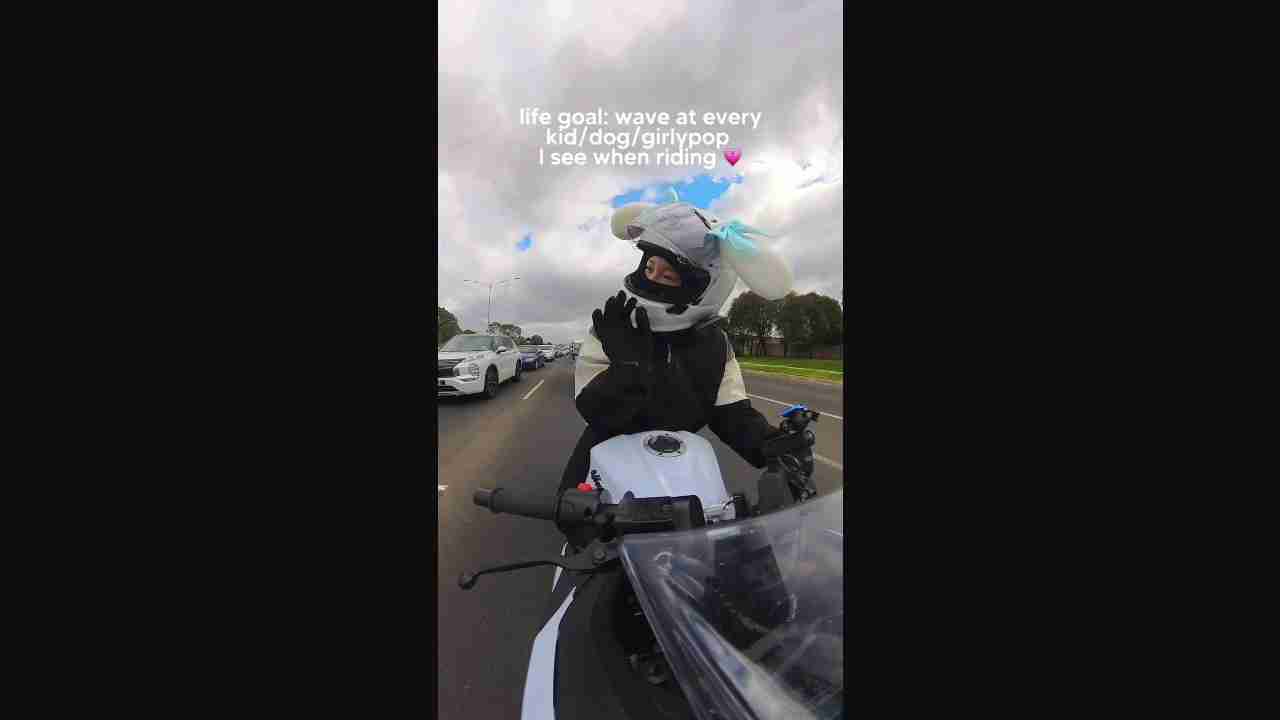 life goal: wave at every
kid/dog/girlypop
I see when riding 💗